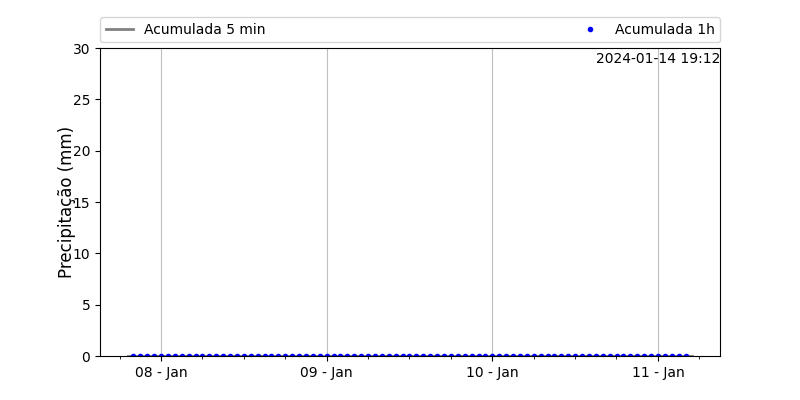 Acumulada 5 min
Acumulada 1h
2024-01-14 19:12
Precipitação (mm)
30
25
20
15
10
5
0
08 - Jan
09 - Jan
10 - Jan
11 - Jan